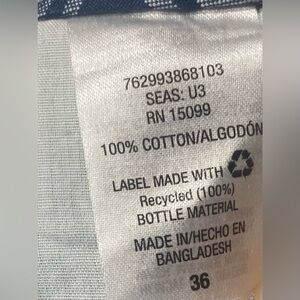 762993868103
SEAS: U3
RN 15099
100% COTTON/ALGODÓN
LABEL MADE WITH
Recycled (100%)
BOTTLE MATERIAL
MADE IN/HECHO EN
BANGLADESH
36